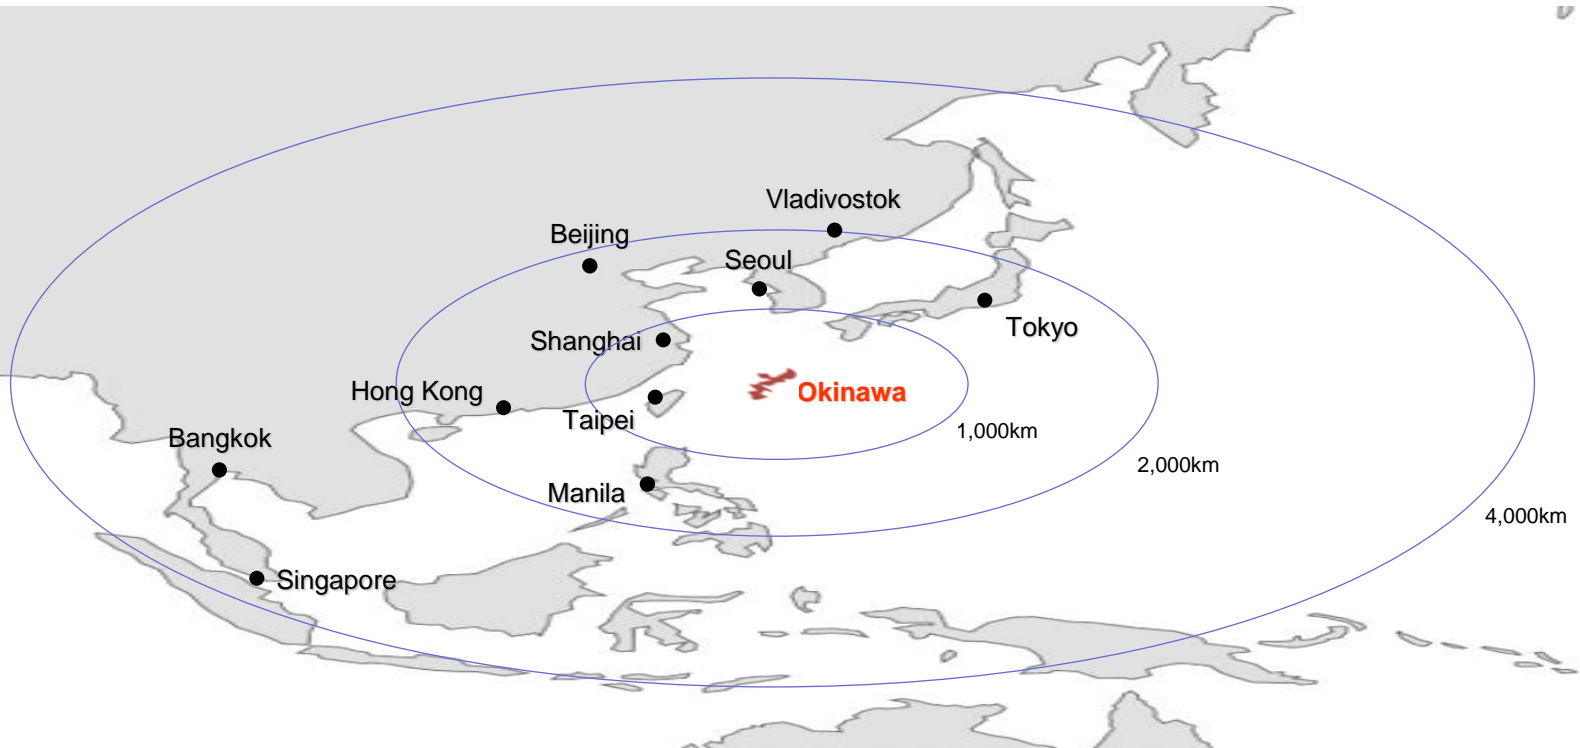 Vladivostok
Beijing
Seoul
Tokyo
Shanghai
Hong Kong
Okinawa
Taipei
1,000km
Bangkok
2,000km
Manila
4,000km
Singapore